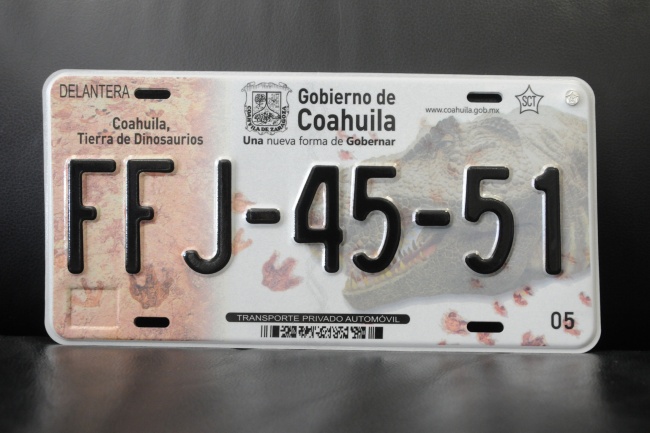 DELANTERA
Coahuila,
Tierra de Dinosaurios
Gobierno de
Coahuila
Una nueva forma de Gobernar
www.coahuila.gob.mx
SCT
FFJ-45-51
TRANSPORTE PRIVADO AUTOMÓVIL
05